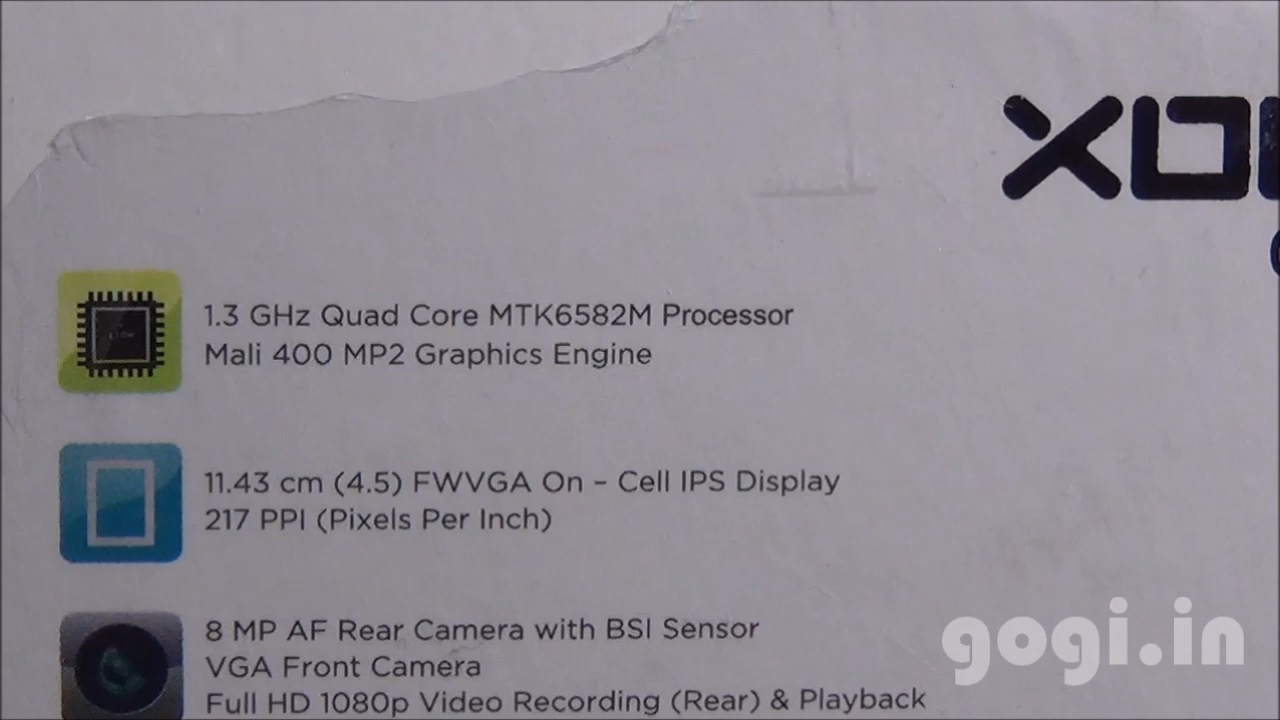 XO
1.3 GHz Quad Core MTK6582M Processor
Mali 400 MP2 Graphics Engine
11.43 cm (4.5) FWVGA On – Cell IPS Display
217 PPI (Pixels Per Inch)
8 MP AF Rear Camera with BSI Sensor
VGA Front Camera
Full HD 1080p Video Recording (Rear) & Playback
gogi.in